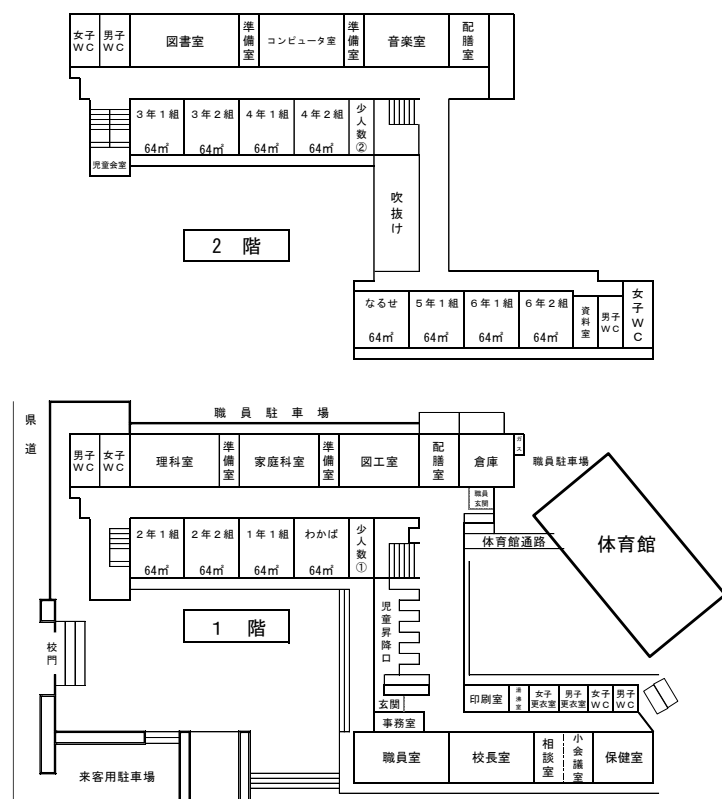 女子WC
男子WC
図書室
準備室
コンピュータ室
準備室
音楽室
配膳室
3年1組
3年2組
4年1組
4年2組
少人数②
64㎡
64㎡
64㎡
64㎡
児童会室
吹抜け
2 階
なるせ
5年1組
6年1組
6年2組
資料室
男子WC
女子WC
64㎡
64㎡
64㎡
64㎡
県道
職員駐車場
男子WC
女子WC
理科室
準備室
家庭科室
準備室
図工室
配膳室
倉庫
ガス
職員駐車場
職員玄関
体育館通路
体育館
2年1組
2年2組
1年1組
わかば
少人数①
64㎡
64㎡
64㎡
64㎡
児童昇降口
1 階
校門
玄関
事務室
印刷室
湯沸室
女子更衣室
男子更衣室
女子WC
男子WC
職員室
校長室
相談室
小会議室
保健室
来客用駐車場